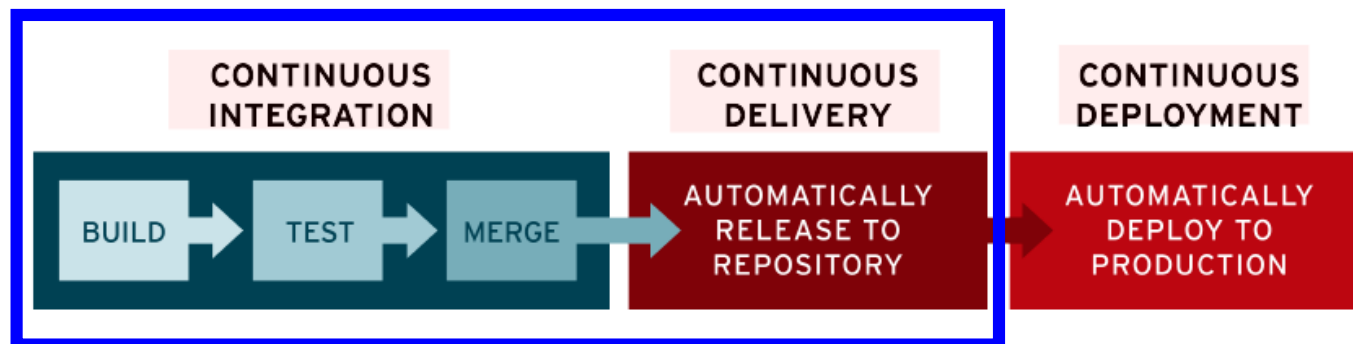 CONTINUOUS
INTEGRATION
CONTINUOUS
DELIVERY
CONTINUOUS
DEPLOYMENT
BUILD
TEST
MERGE
AUTOMATICALLY
RELEASE TO
REPOSITORY
AUTOMATICALLY
DEPLOY TO
PRODUCTION